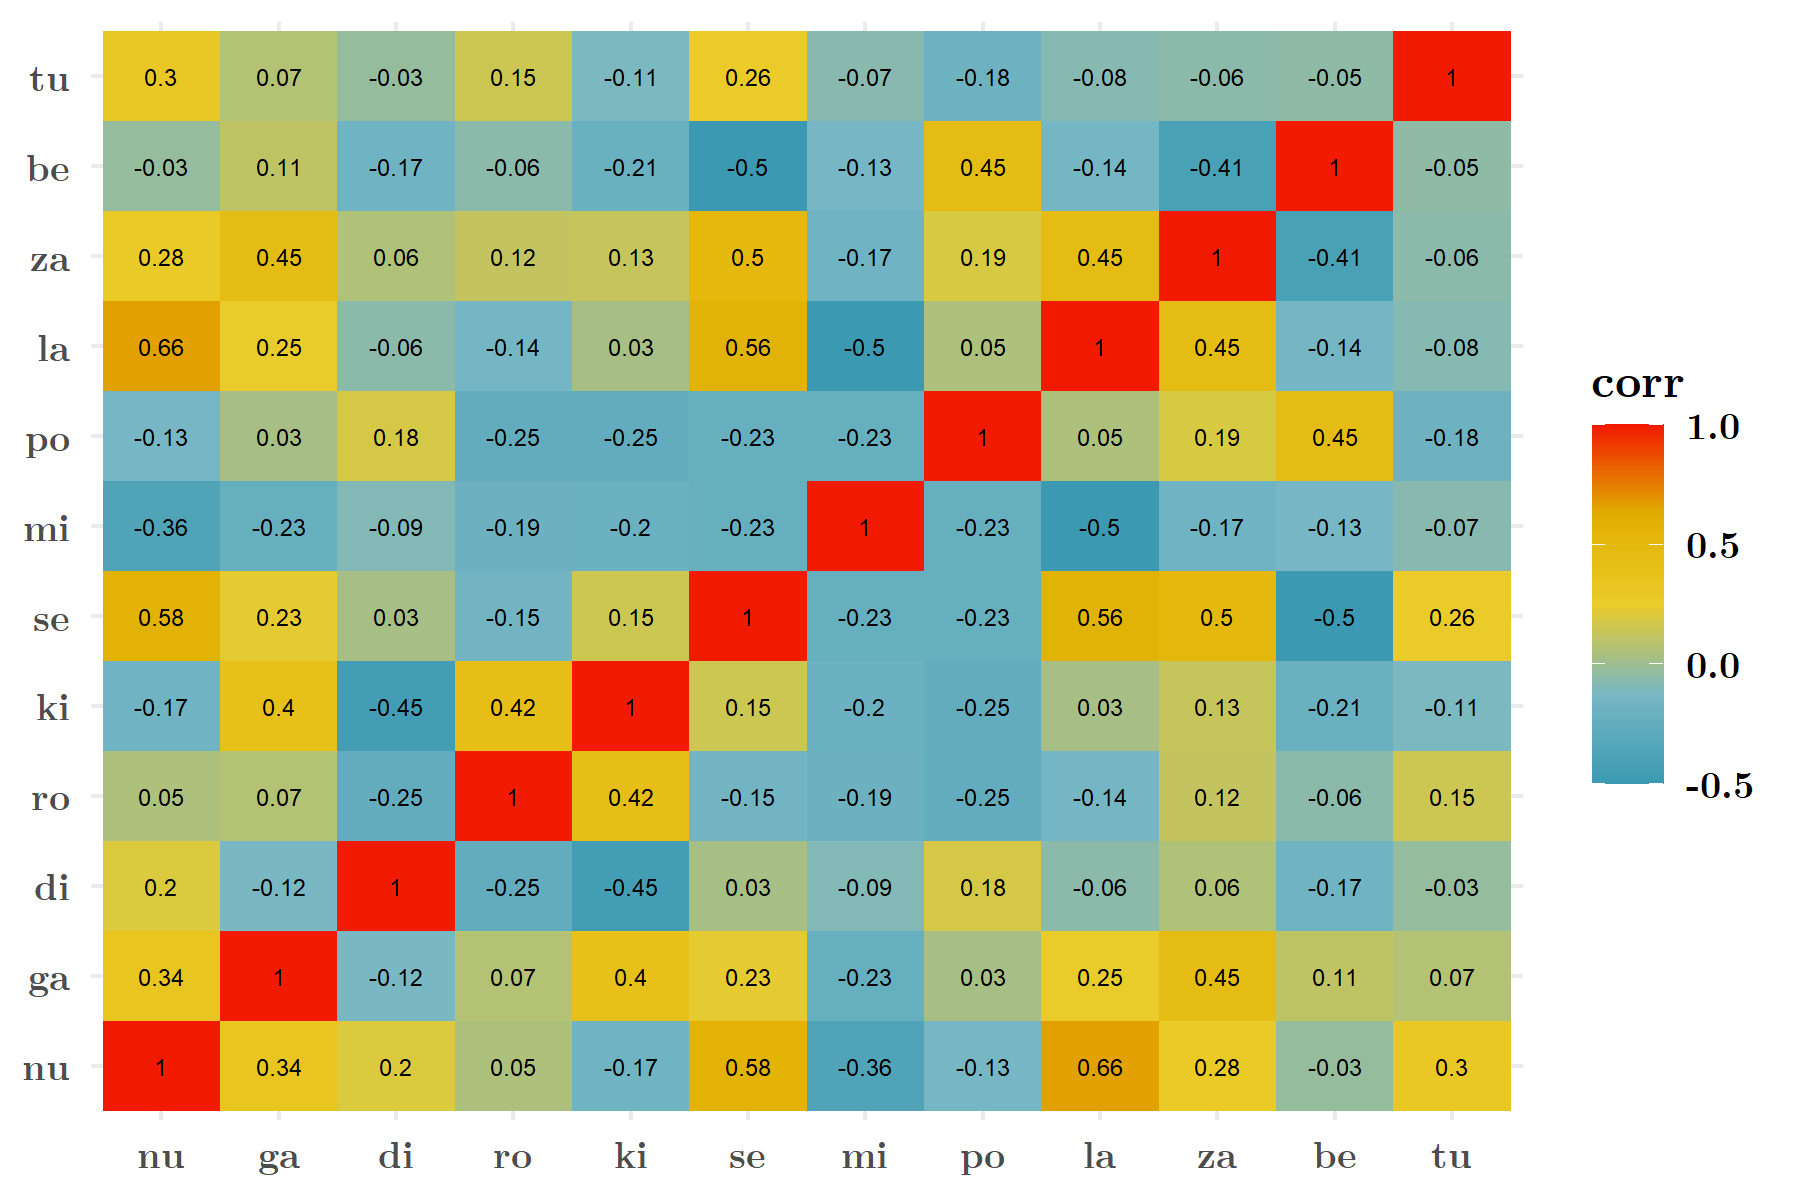 tu 0.3 0.07 -0.03 0.15 -0.11 0.26 -0.07 -0.18 -0.08 -0.06 -0.05 1
be -0.03 0.11 -0.17 -0.06 -0.21 -0.5 -0.13 0.45 -0.14 -0.41 1 -0.05
za 0.28 0.45 0.06 0.12 0.13 0.5 -0.17 0.19 0.45 1 -0.41 -0.06
la 0.66 0.25 -0.06 -0.14 0.03 0.56 -0.5 0.05 1 0.45 -0.14 -0.08
po -0.13 0.03 0.18 -0.25 -0.25 -0.23 -0.23 1 0.05 0.19 0.45 -0.18
mi -0.36 -0.23 -0.09 -0.19 -0.2 -0.23 1 -0.23 -0.5 -0.17 -0.13 -0.07
se 0.58 0.23 0.03 -0.15 0.15 1 -0.23 -0.23 0.56 0.5 -0.5 0.26
ki -0.17 0.4 -0.45 0.42 1 0.15 -0.2 -0.25 0.03 0.13 -0.21 -0.11
ro 0.05 0.07 -0.25 1 0.42 -0.15 -0.19 -0.25 -0.14 0.12 -0.06 0.15
di 0.2 -0.12 1 -0.25 -0.45 0.03 -0.09 0.18 -0.06 0.06 -0.17 -0.03
ga 0.34 1 -0.12 0.07 0.4 0.23 -0.23 0.03 0.25 0.45 0.11 0.07
nu 1 0.34 0.2 0.05 -0.17 0.58 -0.36 -0.13 0.66 0.28 -0.03 0.3
nu ga di ro ki se mi po la za be tu
corr
1.0
0.5
0.0
-0.5